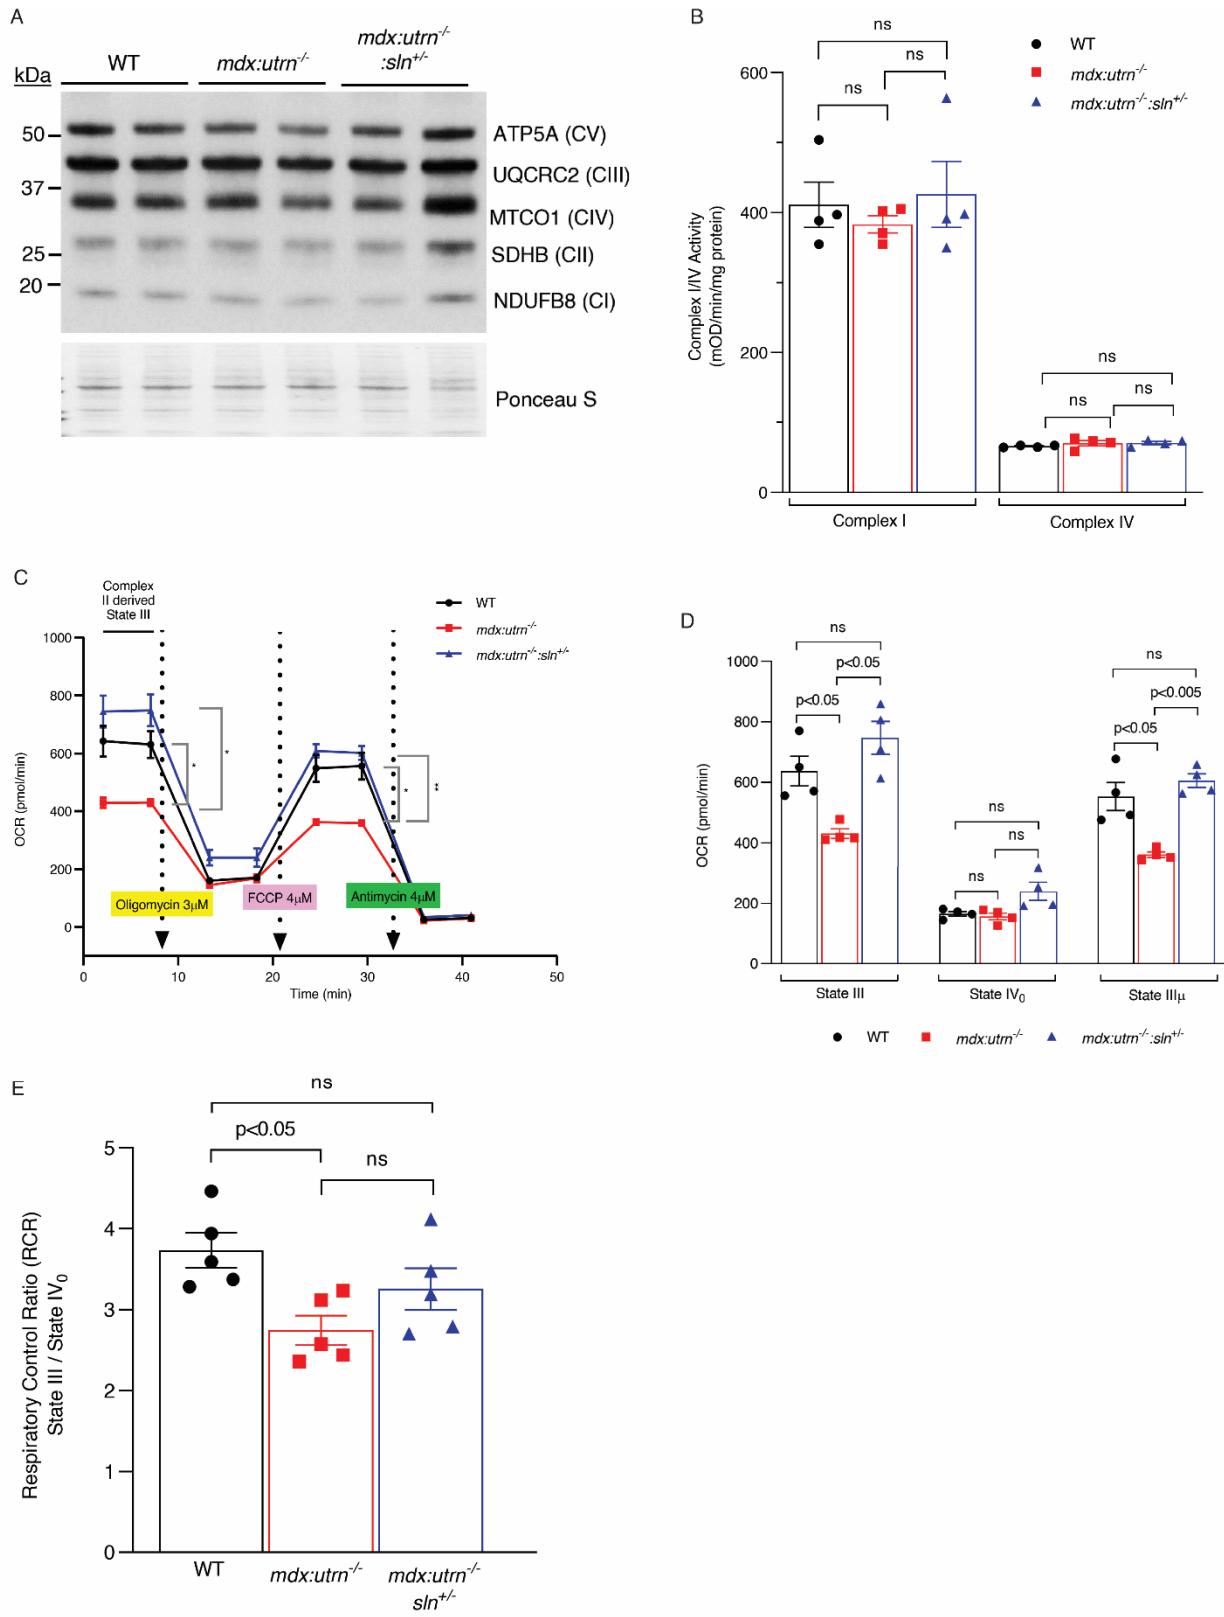 A
WT
mdx:utrn-/-
mdx:utrn-/-
:sln+/-
kDa
50
37
25
20
ATP5A (CV)
UQCRC2 (CIII)
MTCO1 (CIV)
SDHB (CII)
NDUFB8 (CI)
Ponceau S
B
ns
ns
ns
WT
mdx:utrn-/-
mdx:utrn-/-:sln+/-
600
400
200
0
Complex I/IV Activity
(mOD/min/mg protein)
ns
ns
ns
Complex I
Complex IV
C
Complex
II derived
State III
WT
mdx:utrn-/-
mdx:utrn-/-:sln+/-
1000
800
600
400
200
0
OCR (pmol/min)
*
*
*
**
Oligomycin 3μM
FCCP 4μM
Antimycin 4μM
0
10
20
30
40
50
Time (min)
D
ns
p<0.05
p<0.05
ns
p<0.005
p<0.05
ns
ns
ns
1000
800
600
400
200
0
OCR (pmol/min)
State III
State IV0
State IIIμ
WT
mdx:utrn-/-
mdx:utrn-/-:sln+/-
E
ns
p<0.05
ns
5
4
3
2
1
0
Respiratory Control Ratio (RCR)
State III / State IV0
WT
mdx:utrn-/-
mdx:utrn-/-
sln+/-